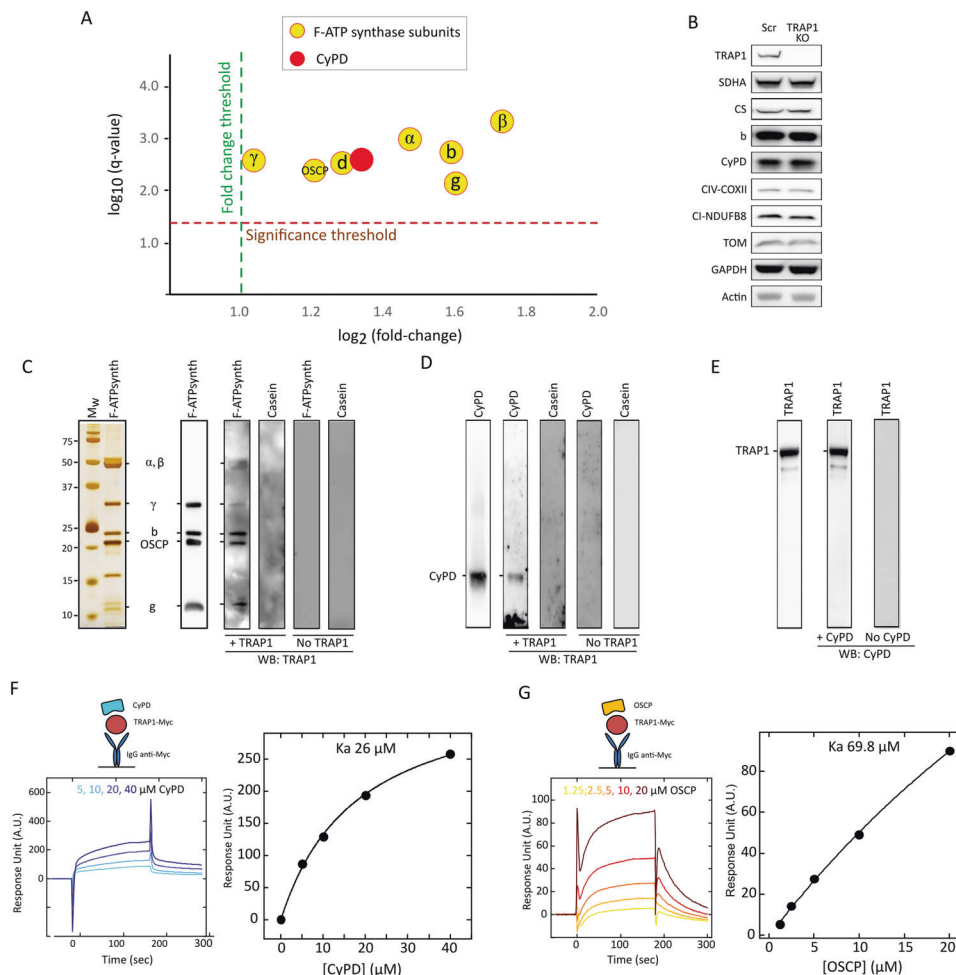 A
F-ATP synthase subunits
CyPD
log10 (q-value)
4.0
3.0
2.0
1.0
Fold change threshold
γ
OSCP
d
α
b
g
β
Significance threshold
1.0 1.2 1.4 1.6 1.8 2.0
log2 (fold-change)
B
Scr TRAP1 KO
TRAP1
SDHA
CS
b
CyPD
CIV-COXII
CI-NDUFB8
TOM
GAPDH
Actin
C
Mw F-ATPsynth F-ATPsynth F-ATPsynth Casein F-ATPsynth Casein
75
50
37
25
20
15
10
α, β
γ
b
OSCP
g
+ TRAP1 No TRAP1
WB: TRAP1
D
CyPD CyPD Casein CyPD Casein
CyPD
+ TRAP1 No TRAP1
WB: TRAP1
E
TRAP1 TRAP1 TRAP1
TRAP1
+ CyPD No CyPD
WB: CyPD
F
CyPD
TRAP1-Myc
IgG anti-Myc
5, 10, 20, 40 μM CyPD
Response Unit (A.U.)
600
400
200
0
0 100 200 300
Time (sec)
Ka 26 μM
Response Unit (A.U.)
250
200
150
100
50
0
0 10 20 30 40
[CyPD] (μM)
G
OSCP
TRAP1-Myc
IgG anti-Myc
1.25;2.5,5, 10, 20 μM OSCP
Response Unit (A.U.)
100
80
60
40
20
0
0 100 200 300
Time (sec)
Ka 69.8 μM
Response Unit (A.U.)
80
60
40
20
0
0 5 10 15 20
[OSCP] (μM)